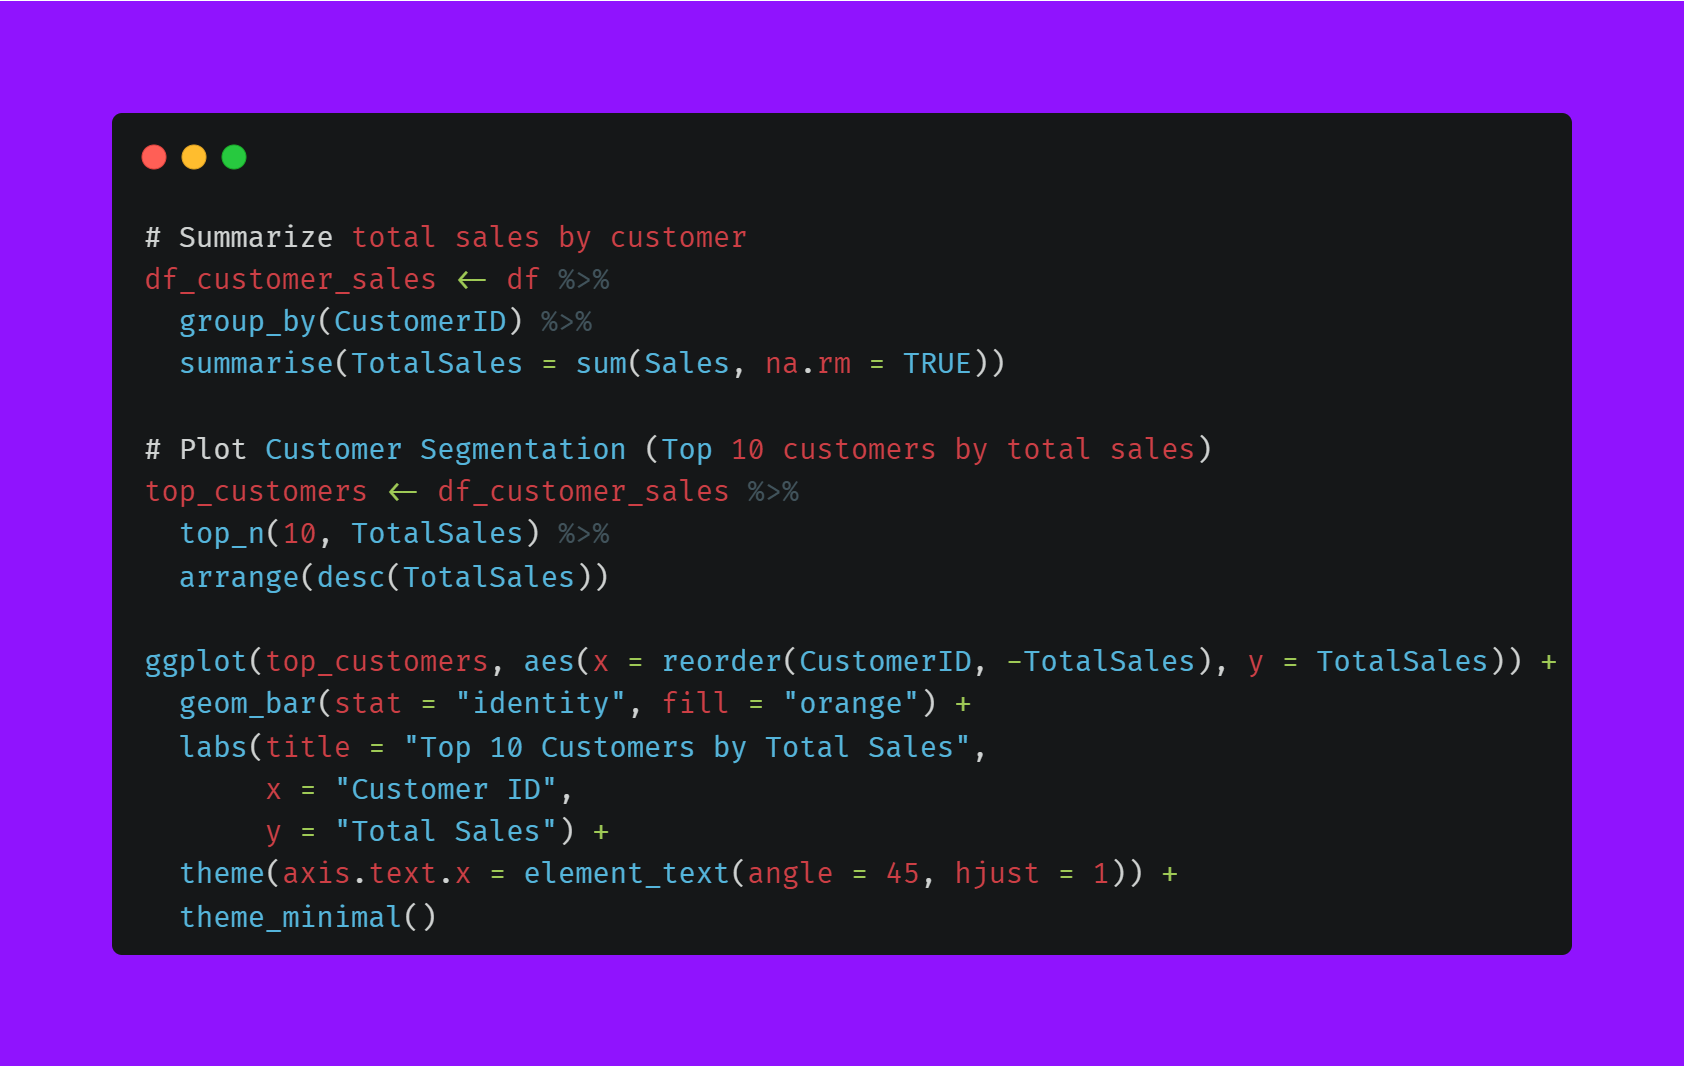 # Summarize total sales by customer
df_customer_sales <- df %>%
  group_by(CustomerID) %>%
  summarise(TotalSales = sum(Sales, na.rm = TRUE))

# Plot Customer Segmentation (Top 10 customers by total sales)
top_customers <- df_customer_sales %>%
  top_n(10, TotalSales) %>%
  arrange(desc(TotalSales))

ggplot(top_customers, aes(x = reorder(CustomerID, -TotalSales), y = TotalSales)) +
  geom_bar(stat = "identity", fill = "orange") +
  labs(title = "Top 10 Customers by Total Sales",
       x = "Customer ID",
       y = "Total Sales") +
  theme(axis.text.x = element_text(angle = 45, hjust = 1)) +
  theme_minimal()